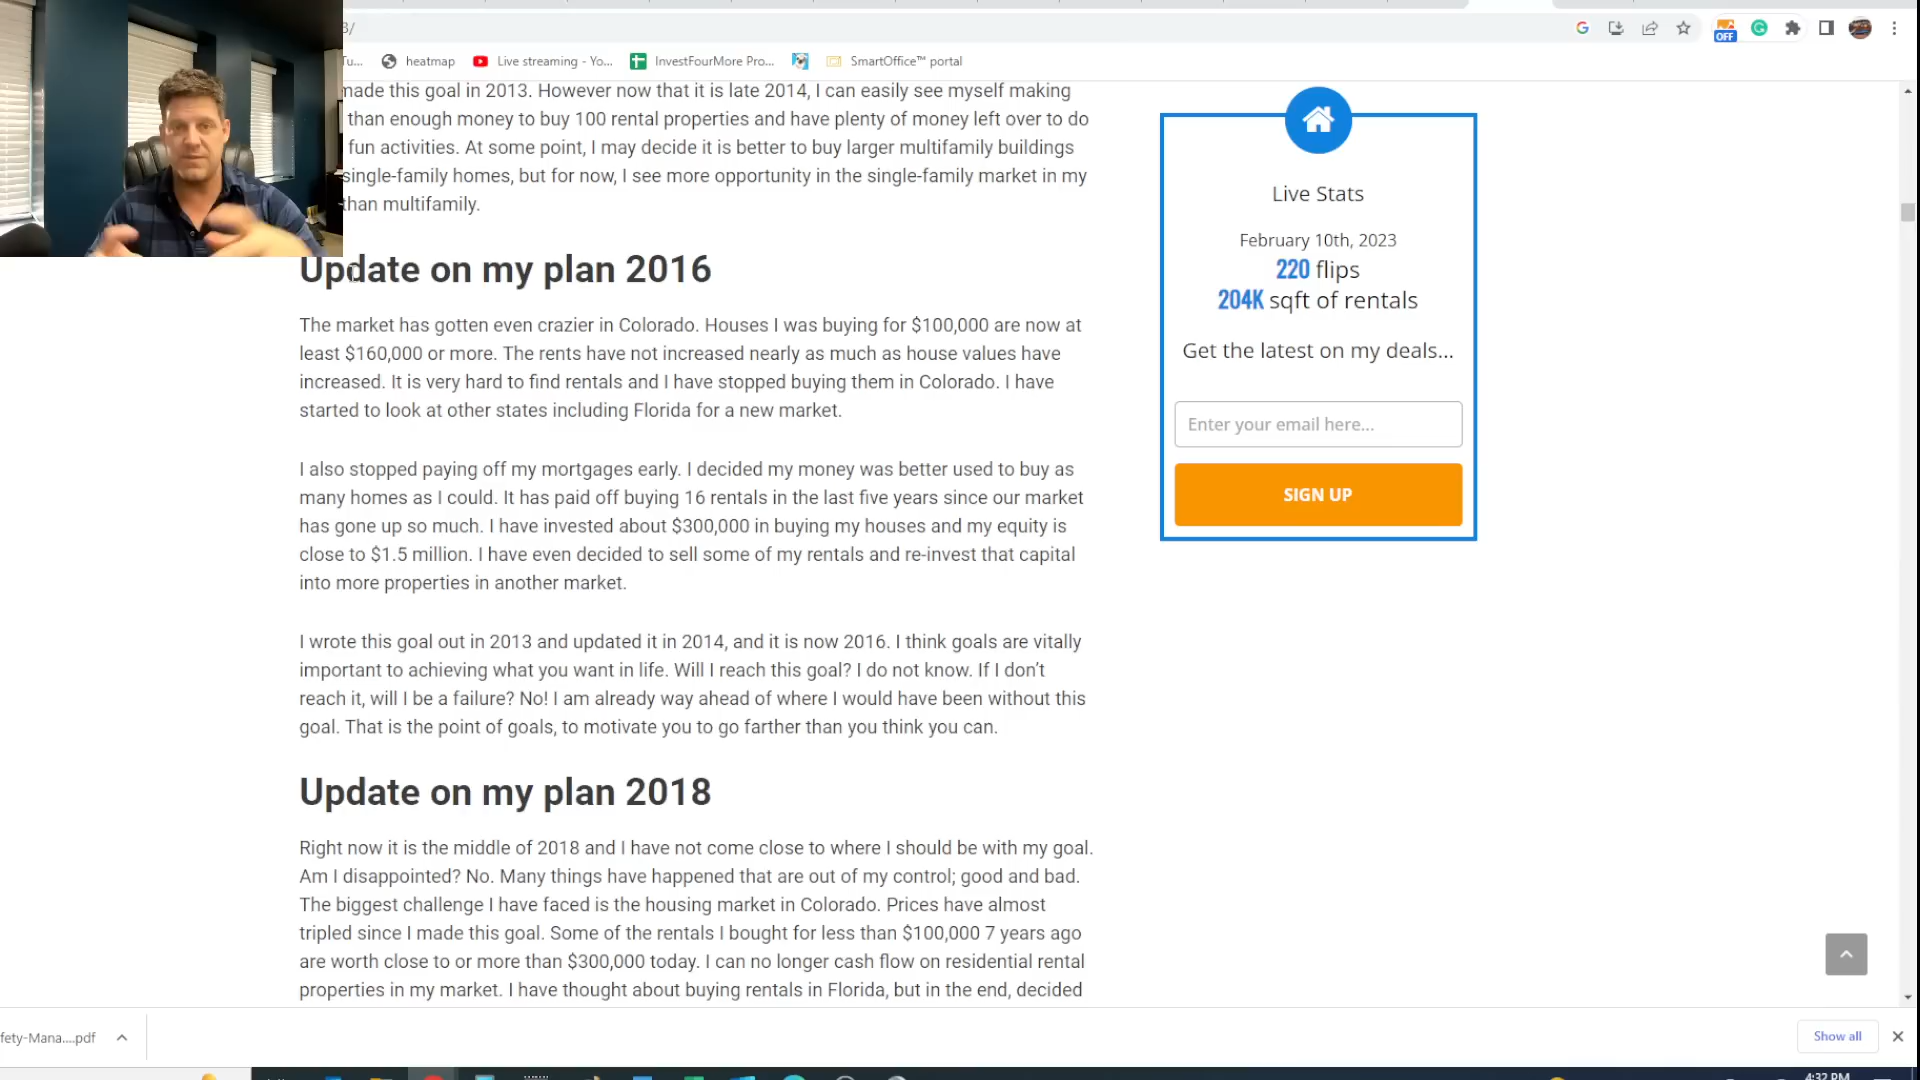 3/
Tu...
heatmap
Live streaming - Yo...
InvestFourMore Pro...
SmartOffice™ portal
OFF
made this goal in 2013. However now that it is late 2014, I can easily see myself making
than enough money to buy 100 rental properties and have plenty of money left over to do
fun activities. At some point, I may decide it is better to buy larger multifamily buildings
single-family homes, but for now, I see more opportunity in the single-family market in my
than multifamily.
Update on my plan 2016
The market has gotten even crazier in Colorado. Houses I was buying for $100,000 are now at
least $160,000 or more. The rents have not increased nearly as much as house values have
increased. It is very hard to find rentals and I have stopped buying them in Colorado. I have
started to look at other states including Florida for a new market.
I also stopped paying off my mortgages early. I decided my money was better used to buy as
many homes as I could. It has paid off buying 16 rentals in the last five years since our market
has gone up so much. I have invested about $300,000 in buying my houses and my equity is
close to $1.5 million. I have even decided to sell some of my rentals and re-invest that capital
into more properties in another market.
I wrote this goal out in 2013 and updated it in 2014, and it is now 2016. I think goals are vitally
important to achieving what you want in life. Will I reach this goal? I do not know. If I don’t
reach it, will I be a failure? No! I am already way ahead of where I would have been without this
goal. That is the point of goals, to motivate you to go farther than you think you can.
Update on my plan 2018
Right now it is the middle of 2018 and I have not come close to where I should be with my goal.
Am I disappointed? No. Many things have happened that are out of my control; good and bad.
The biggest challenge I have faced is the housing market in Colorado. Prices have almost
tripled since I made this goal. Some of the rentals I bought for less than $100,000 7 years ago
are worth close to or more than $300,000 today. I can no longer cash flow on residential rental
properties in my market. I have thought about buying rentals in Florida, but in the end, decided
Live Stats
February 10th, 2023
220 flips
204K sqft of rentals
Get the latest on my deals...
Enter your email here...
SIGN UP
fety-Mana....pdf
Show all
4:32 PM